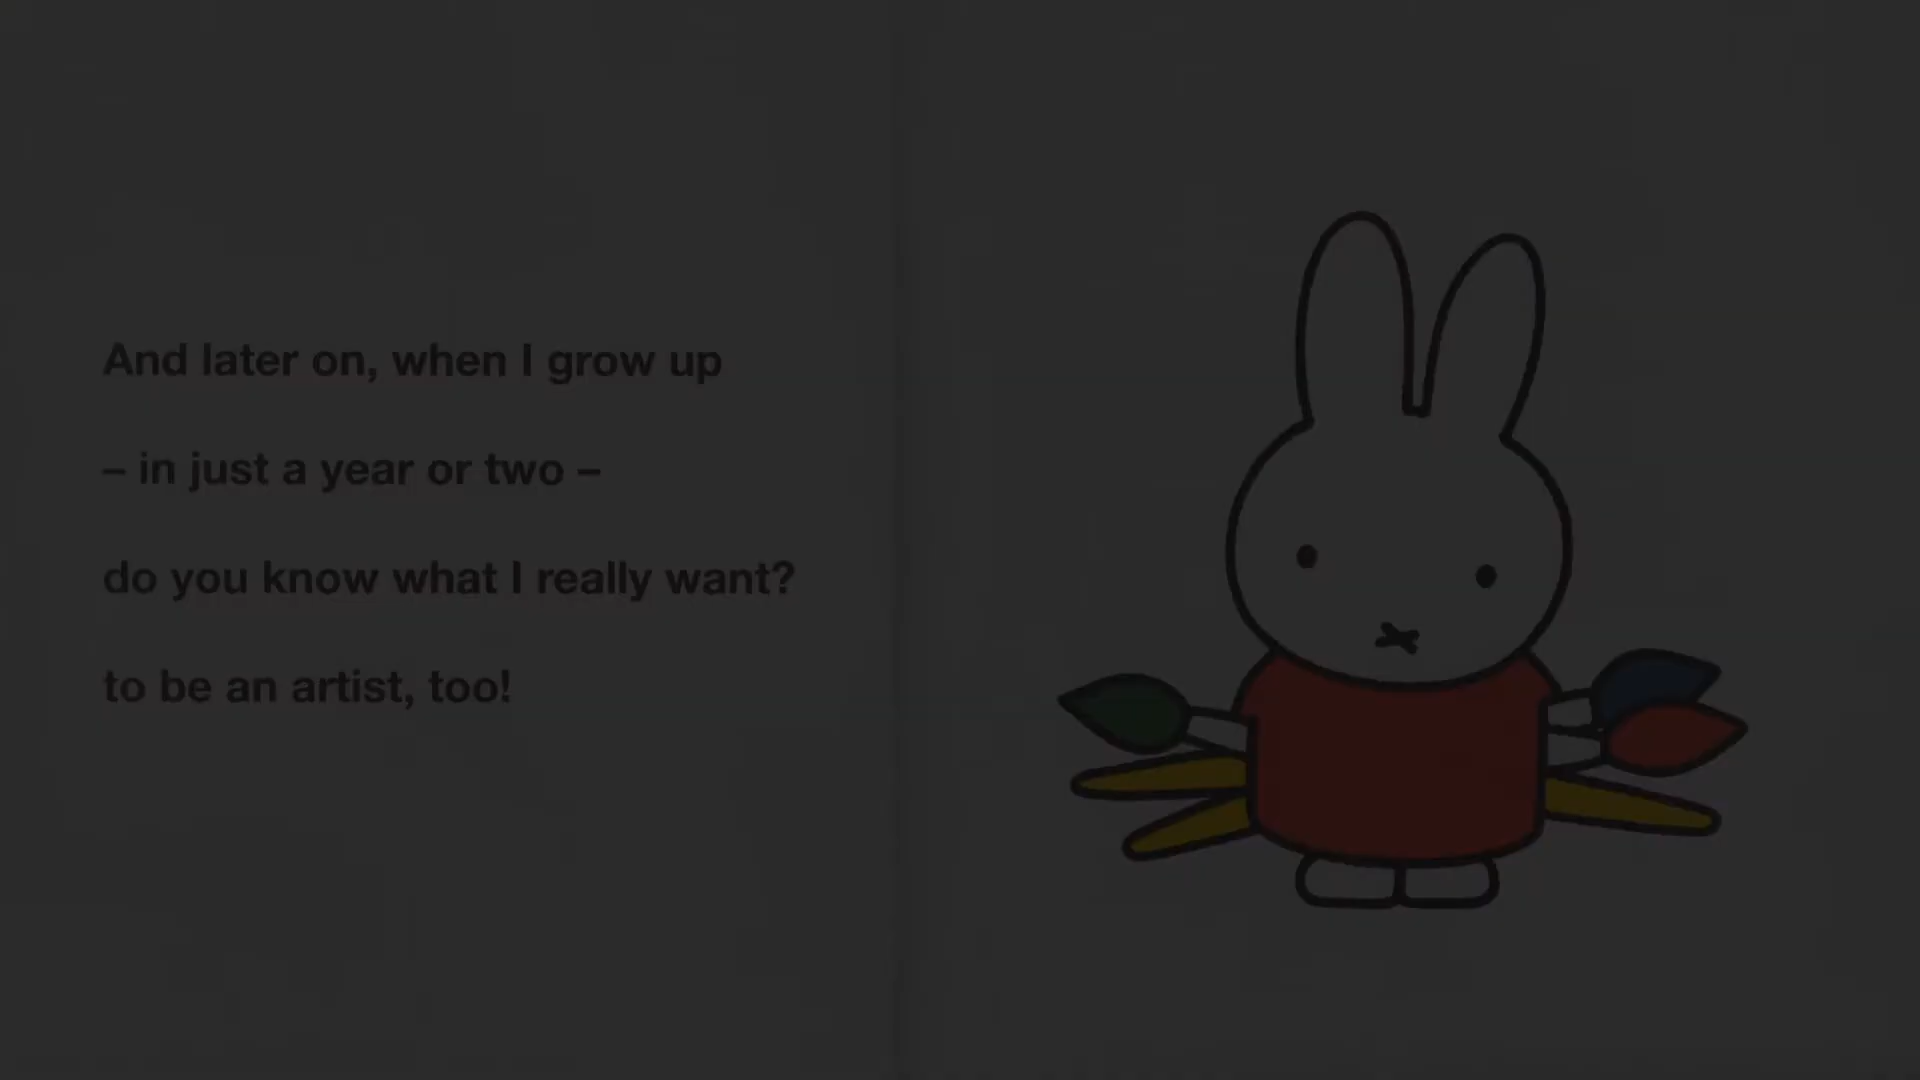 And later on, when I grow up
– in just a year or two –
do you know what I really want?
to be an artist, too!